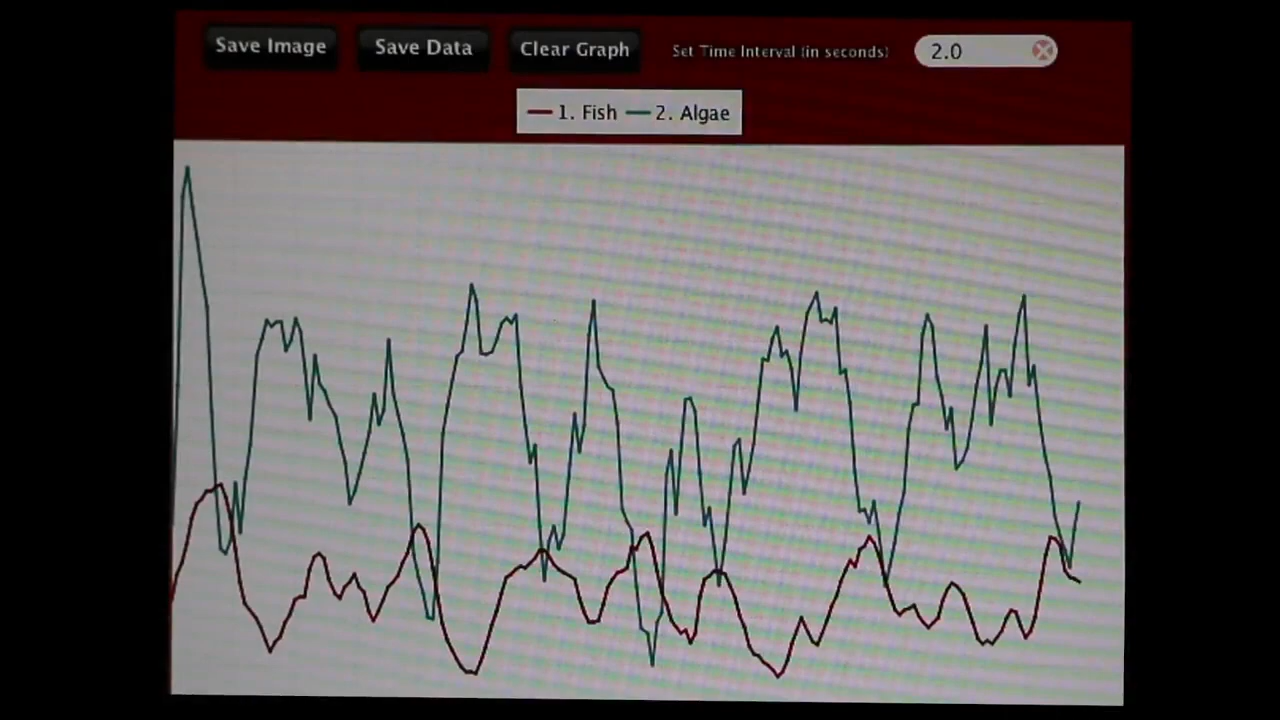 Save Image Save Data Clear Graph Set Time Interval (in seconds) 2.0
1. Fish 2. Algae